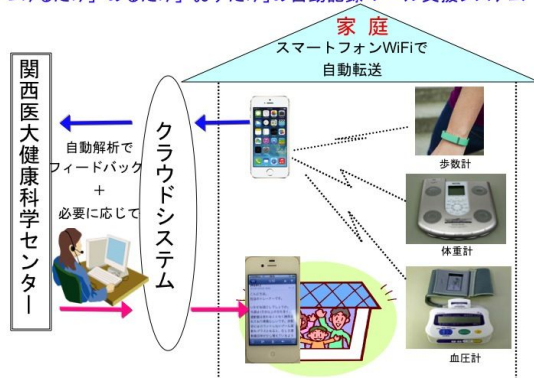 家 庭
スマートフォンWiFiで
自動転送
関西医大健康科学センター
自動解析で
フィードバック
＋
必要に応じて
クラウドシステム
歩数計
体重計
血圧計